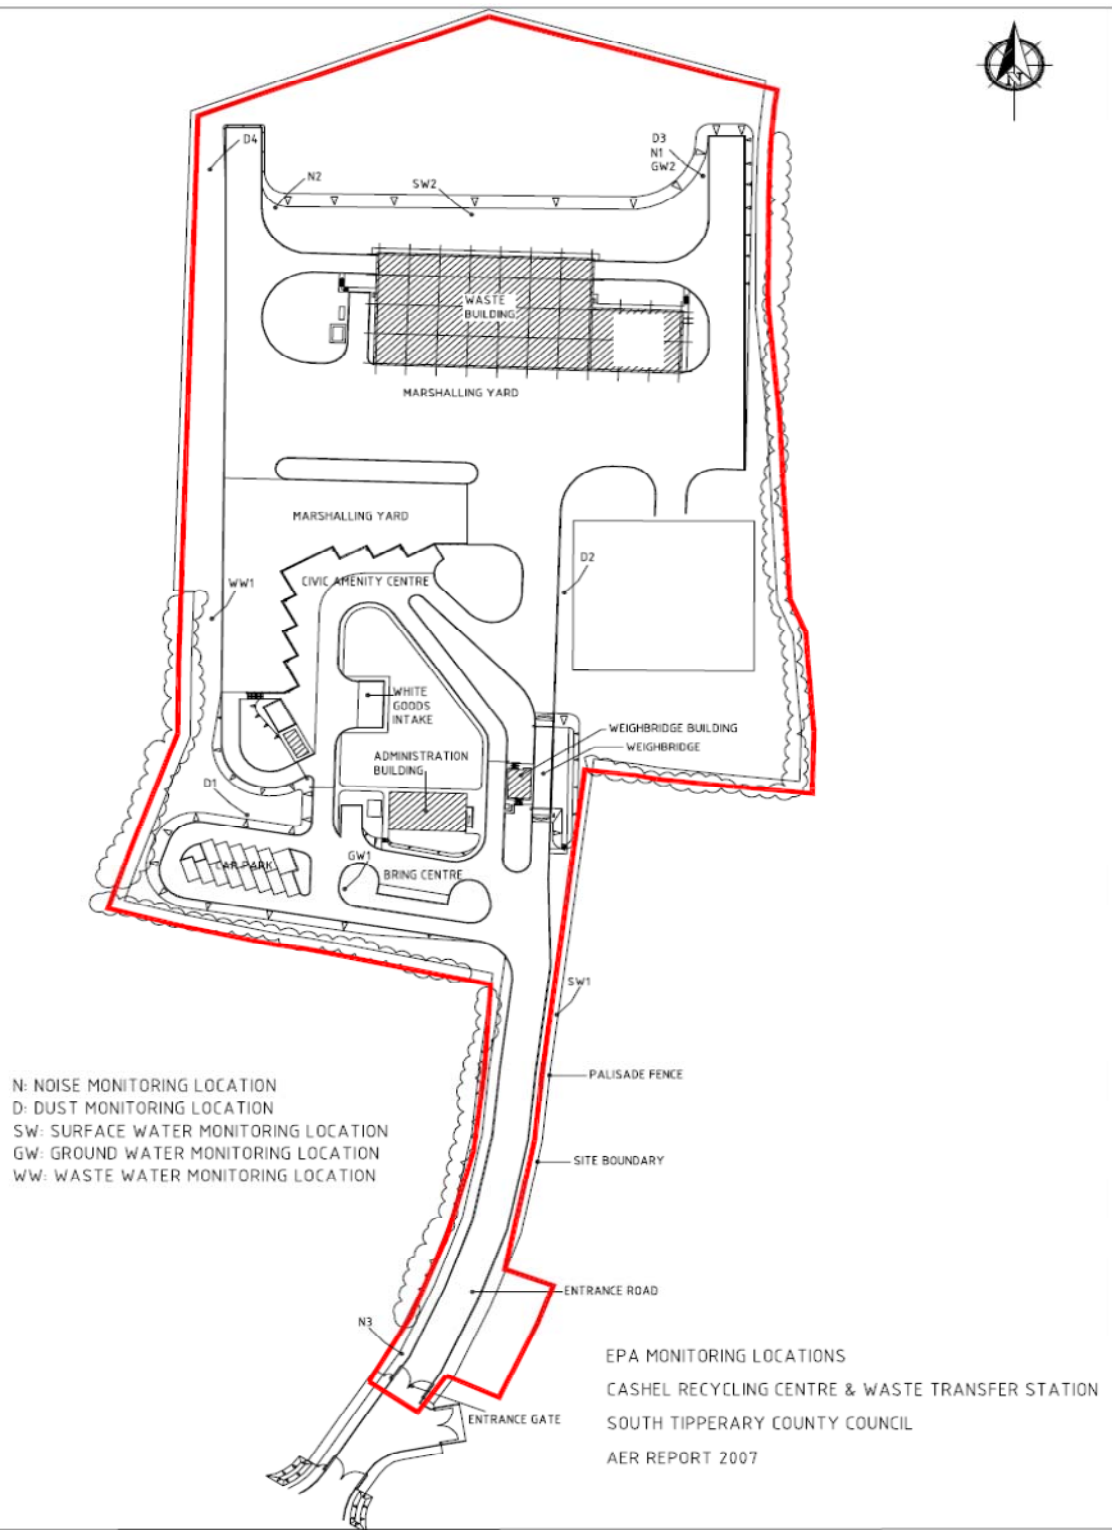 N
D4
D3
N1
GW2
N2
SW2
WASTE
BUILDING
MARSHALLING YARD
MARSHALLING YARD
D2
CIVIC AMENITY CENTRE
WW1
WHITE
GOODS
INTAKE
WEIGHBRIDGE BUILDING
WEIGHBRIDGE
ADMINISTRATION
BUILDING
D1
GW1
CAR PARK
BRING CENTRE
SW1
PALISADE FENCE
N: NOISE MONITORING LOCATION
D: DUST MONITORING LOCATION
SW: SURFACE WATER MONITORING LOCATION
GW: GROUND WATER MONITORING LOCATION
WW: WASTE WATER MONITORING LOCATION
SITE BOUNDARY
ENTRANCE ROAD
N3
ENTRANCE GATE
EPA MONITORING LOCATIONS
CASHEL RECYCLING CENTRE & WASTE TRANSFER STATION
SOUTH TIPPERARY COUNTY COUNCIL
AER REPORT 2007